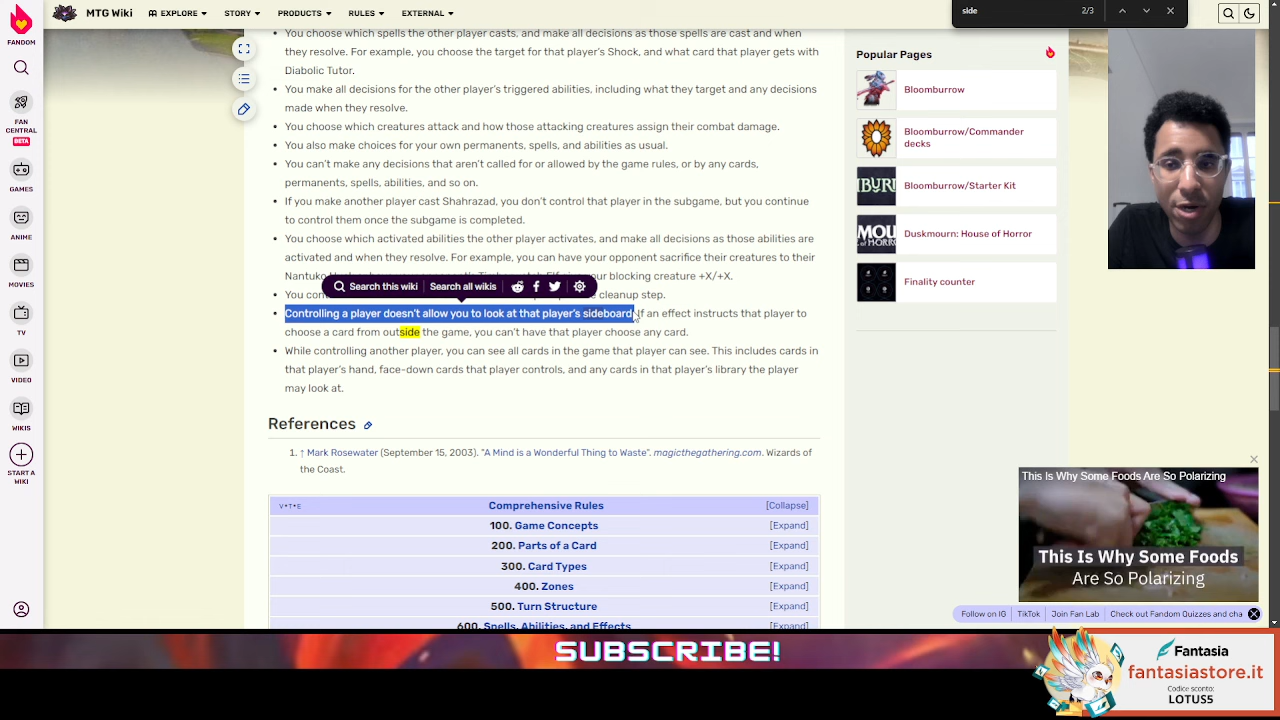 FANDOM
FAN
CENTRAL
BETA
GAMES
ANIME
MOVIES
TV
VIDEO
WIKIS
START A
WIKI
MTG Wiki
EXPLORE
STORY
PRODUCTS
RULES
EXTERNAL
side
2/3
You choose which spells the other player casts, and make all decisions as those spells are cast and when
they resolve. For example, you choose the target for that player's Shock, and what card that player gets with
Diabolic Tutor.
You make all decisions for the other player's triggered abilities, including what they target and any decisions
made when they resolve.
You choose which creatures attack and how those attacking creatures assign their combat damage.
You also make choices for your own permanents, spells, and abilities as usual.
You can't make any decisions that aren't called for or allowed by the game rules, or by any cards,
permanents, spells, abilities, and so on.
If you make another player cast Shahrazad, you don't control that player in the subgame, but you continue
to control them once the subgame is completed.
You choose which activated abilities the other player activates, and make all decisions as those abilities are
activated and when they resolve. For example, you can have your opponent sacrifice their creatures to their
Nantuko
your blocking creature +X/+X.
Search this wiki
Search all wikis
cleanup step.
Controlling a player doesn't allow you to look at that player's sideboard. If an effect instructs that player to
choose a card from outside the game, you can't have that player choose any card.
While controlling another player, you can see all cards in the game that player can see. This includes cards in
that player's hand, face-down cards that player controls, and any cards in that player's library the player
may look at.
References
1. ↑ Mark Rosewater (September 15, 2003). "A Mind is a Wonderful Thing to Waste". magicthegathering.com. Wizards of
the Coast.
V•T•E
Comprehensive Rules
[Collapse]
100. Game Concepts
[Expand]
200. Parts of a Card
[Expand]
300. Card Types
[Expand]
400. Zones
[Expand]
500. Turn Structure
[Expand]
600. Spells, Abilities, and Effects
[Expand]
Popular Pages
Bloomburrow
Bloomburrow/Commander
decks
Bloomburrow/Starter Kit
Duskmourn: House of Horror
Finality counter
This Is Why Some Foods Are So Polarizing
This Is Why Some Foods
Are So Polarizing
Follow on IG
TikTok
Join Fan Lab
Check out Fandom Quizzes and cha
SUBSCRIBE!
Fantasia
fantasiastore.it
Codice sconto:
LOTUS5